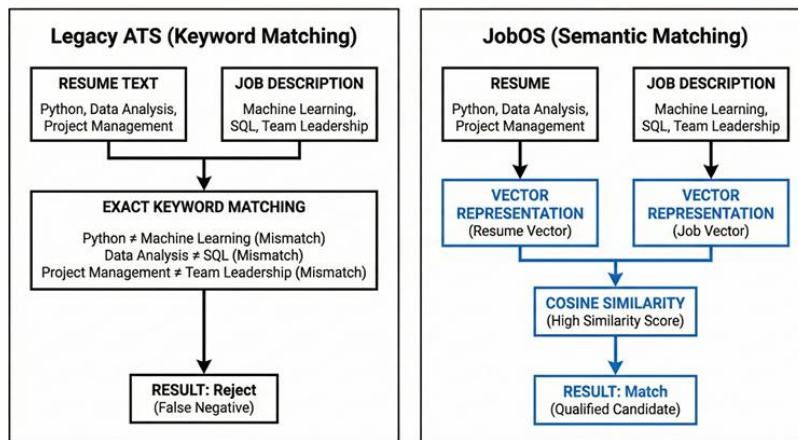 Legacy ATS (Keyword Matching)
RESUME TEXT
Python, Data Analysis,
Project Management
JOB DESCRIPTION
Machine Learning,
SQL, Team Leadership
EXACT KEYWORD MATCHING
Python ≠ Machine Learning (Mismatch)
Data Analysis ≠ SQL (Mismatch)
Project Management ≠ Team Leadership (Mismatch)
RESULT: Reject
(False Negative)
JobOS (Semantic Matching)
RESUME
Python, Data Analysis,
Project Management
JOB DESCRIPTION
Machine Learning,
SQL, Team Leadership
VECTOR
REPRESENTATION
(Resume Vector)
VECTOR
REPRESENTATION
(Job Vector)
COSINE SIMILARITY
(High Similarity Score)
RESULT: Match
(Qualified Candidate)